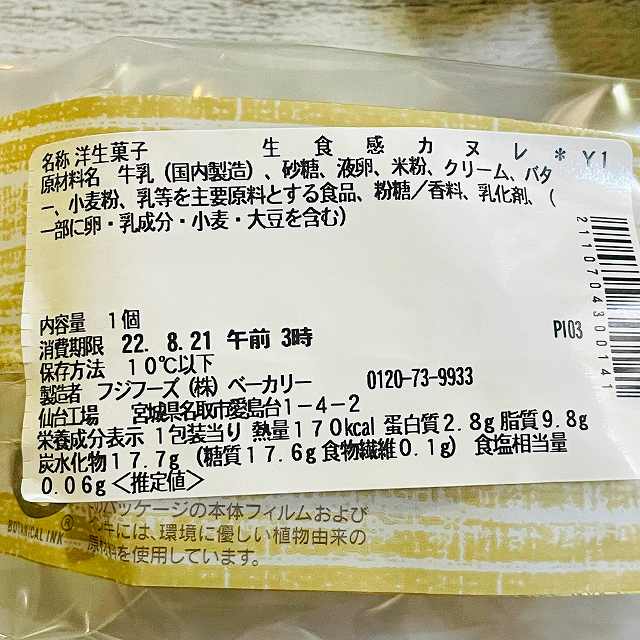 名称 洋生菓子 生食感カヌレ * Y1
原材料名 牛乳（国内製造）、砂糖、液卵、米粉、クリーム、バタ
ー、小麦粉、乳等を主要原料とする食品、粉糖／香料、乳化剤、（
一部に卵・乳成分・小麦・大豆を含む）
2110704300141
PI03
内容量 1個
消費期限 22. 8.21 午前 3時
保存方法 10℃以下
製造者 フジフーズ（株）ベーカリー 0120-73-9933
仙台工場 宮城県名取市愛島台1-4-2
栄養成分表示 1包装当り 熱量170kcal 蛋白質2.8g 脂質9.8g
炭水化物17.7g（糖質17.6g 食物繊維0.1g） 食塩相当量
0.06g＜推定値＞
パッケージの本体フィルムおよび
には、環境に優しい植物由来の
原材料を使用しています。
BOTANICAL INK®